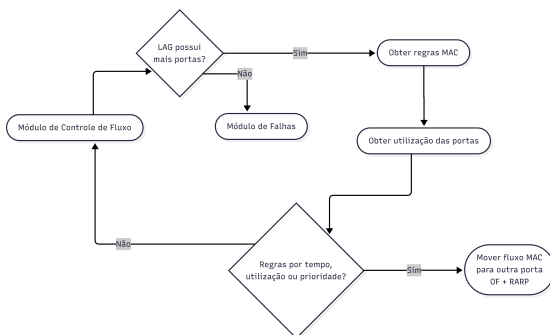 LAG possui
mais portas?
Sim
Obter regras MAC
Não
Módulo de Controle de Fluxo
Módulo de Falhas
Obter utilização das portas
Não
Regras por tempo,
utilização ou prioridade?
Sim
Mover fluxo MAC
para outra porta
OF + RARP